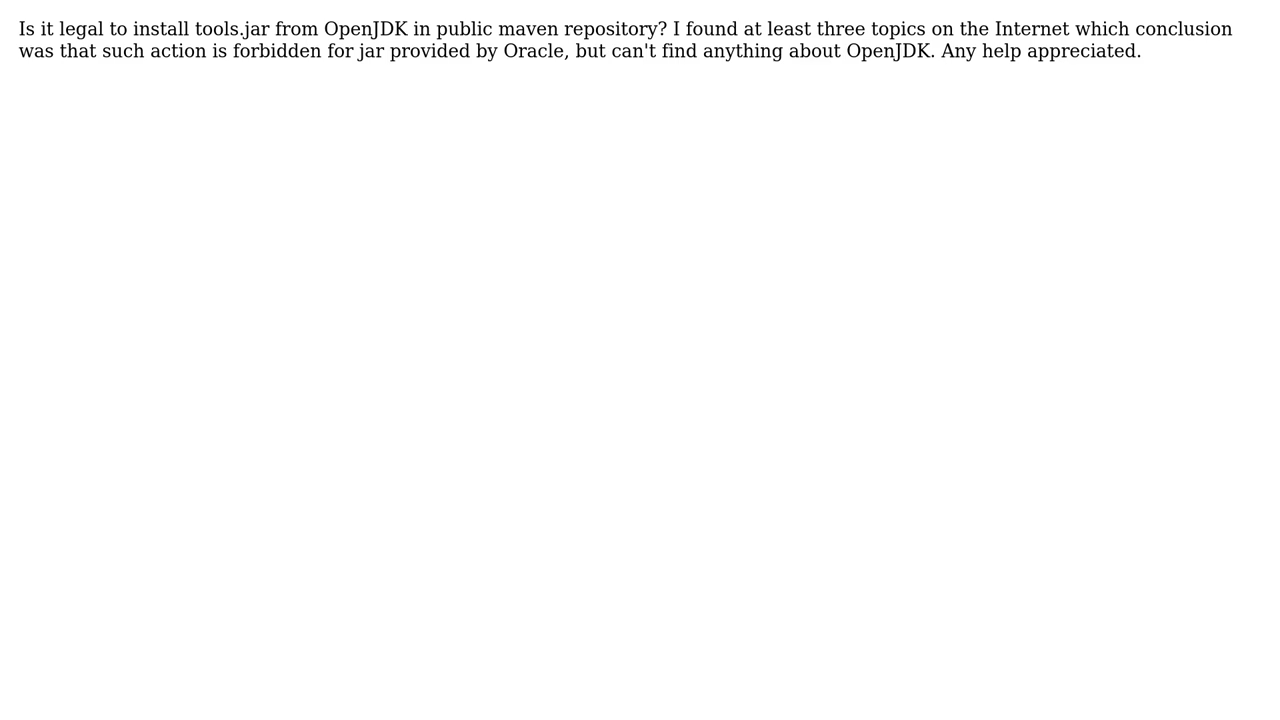 Is it legal to install tools.jar from OpenJDK in public maven repository? I found at least three topics on the Internet which conclusion
was that such action is forbidden for jar provided by Oracle, but can't find anything about OpenJDK. Any help appreciated.